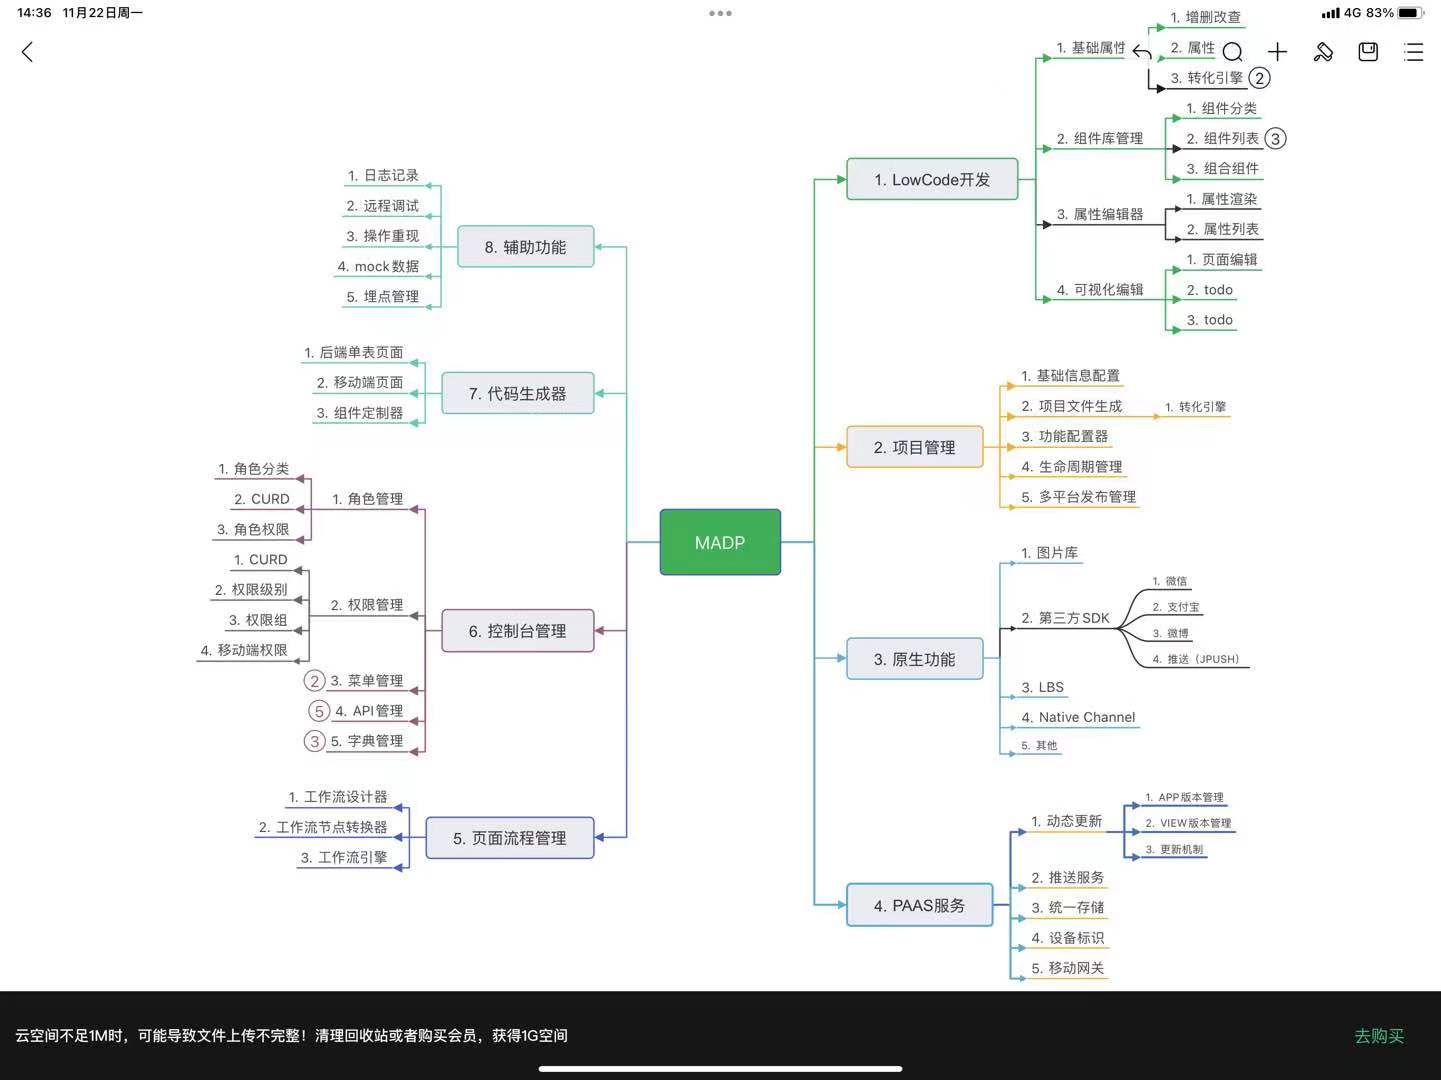 14:36 11月22日周一
4G 83%
MADP
1. LowCode开发
1. 基础属性
1. 增删改查
2. 属性
3. 转化引擎 ②
2. 组件库管理
1. 组件分类
2. 组件列表 ③
3. 组合组件
3. 属性编辑器
1. 属性渲染
2. 属性列表
4. 可视化编辑
1. 页面编辑
2. todo
3. todo
2. 项目管理
1. 基础信息配置
2. 项目文件生成
1. 转化引擎
3. 功能配置器
4. 生命周期管理
5. 多平台发布管理
3. 原生功能
1. 图片库
2. 第三方SDK
1. 微信
2. 支付宝
3. 微博
4. 推送（JPUSH）
3. LBS
4. Native Channel
5. 其他
4. PAAS服务
1. 动态更新
1. APP版本管理
2. VIEW版本管理
3. 更新机制
2. 推送服务
3. 统一存储
4. 设备标识
5. 移动网关
8. 辅助功能
1. 日志记录
2. 远程调试
3. 操作重现
4. mock数据
5. 埋点管理
7. 代码生成器
1. 后端单表页面
2. 移动端页面
3. 组件定制器
6. 控制台管理
1. 角色管理
1. 角色分类
2. CURD
3. 角色权限
2. 权限管理
1. CURD
2. 权限级别
3. 权限组
4. 移动端权限
② 3. 菜单管理
⑤ 4. API管理
③ 5. 字典管理
5. 页面流程管理
1. 工作流设计器
2. 工作流节点转换器
3. 工作流引擎
云空间不足1M时，可能导致文件上传不完整！清理回收站或者购买会员，获得1G空间
去购买